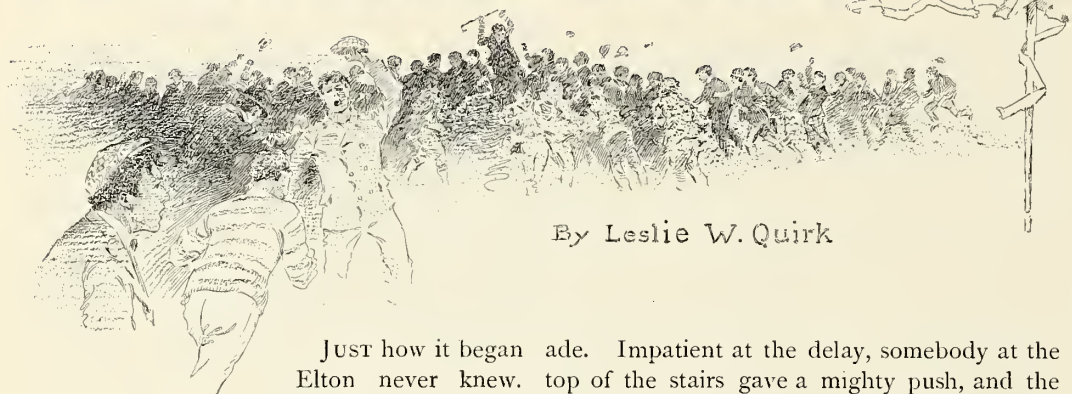 By Leslie W. Quirk
JUST how it began
Elton never knew.
ade. Impatient at the delay, somebody at the
top of the stairs gave a mighty push, and the